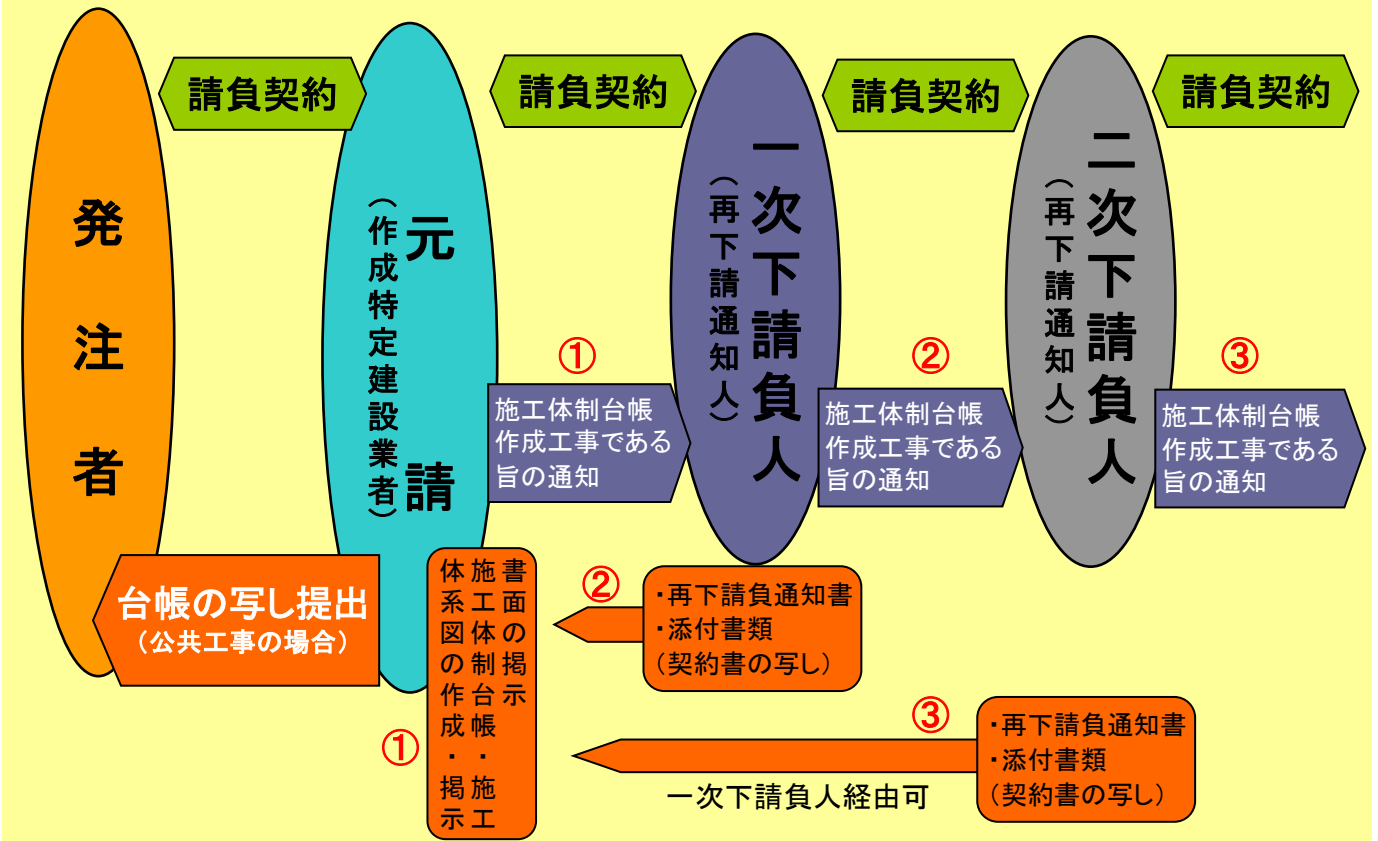 請負契約
請負契約
請負契約
請負契約
発注者
元請
（作成特定建設業者）
一次下請負人
（再下請通知人）
二次下請負人
（再下請通知人）
①
施工体制台帳
作成工事である
旨の通知
②
施工体制台帳
作成工事である
旨の通知
③
施工体制台帳
作成工事である
旨の通知
台帳の写し提出
（公共工事の場合）
①
書面の掲示
施工体制台帳・施工
体系図の作成・掲示
②
・再下請負通知書
・添付書類
（契約書の写し）
③
・再下請負通知書
・添付書類
（契約書の写し）
一次下請負人経由可